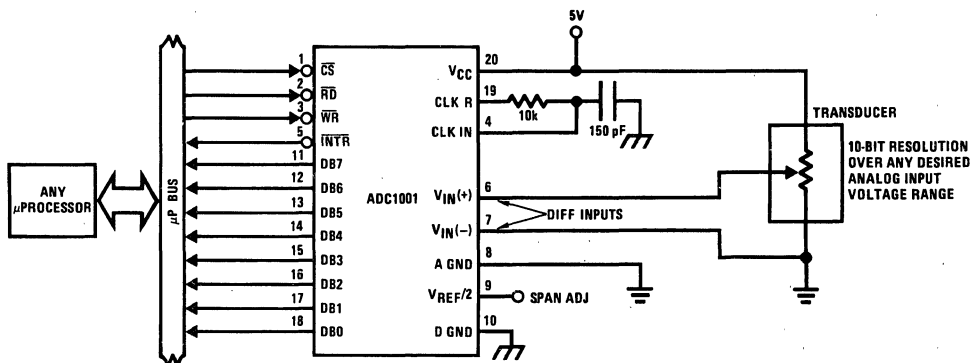 5V
1 CS
2 RD
3 WR
5 INTR
11 DB7
12 DB6
13 DB5
14 DB4
15 DB3
16 DB2
17 DB1
18 DB0
ANY
µPROCESSOR
µP BUS
ADC1001
VCC 20
CLK R 19
CLK IN 4
10k
150 pF
VIN(+) 6
VIN(−) 7
DIFF INPUTS
A GND 8
VREF/2 9
SPAN ADJ
D GND 10
TRANSDUCER
10-BIT RESOLUTION
OVER ANY DESIRED
ANALOG INPUT
VOLTAGE RANGE